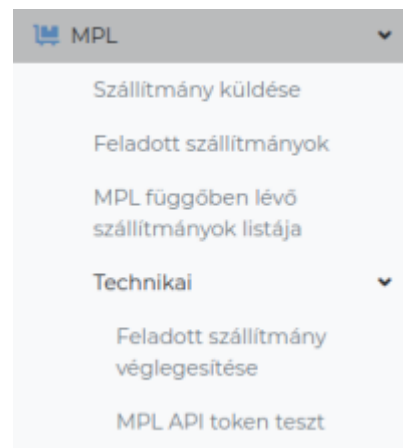 MPL
Szállítmány küldése
Feladott szállítmányok
MPL függőben lévő
szállítmányok listája
Technikai
Feladott szállítmány
véglegesítése
MPL API token teszt